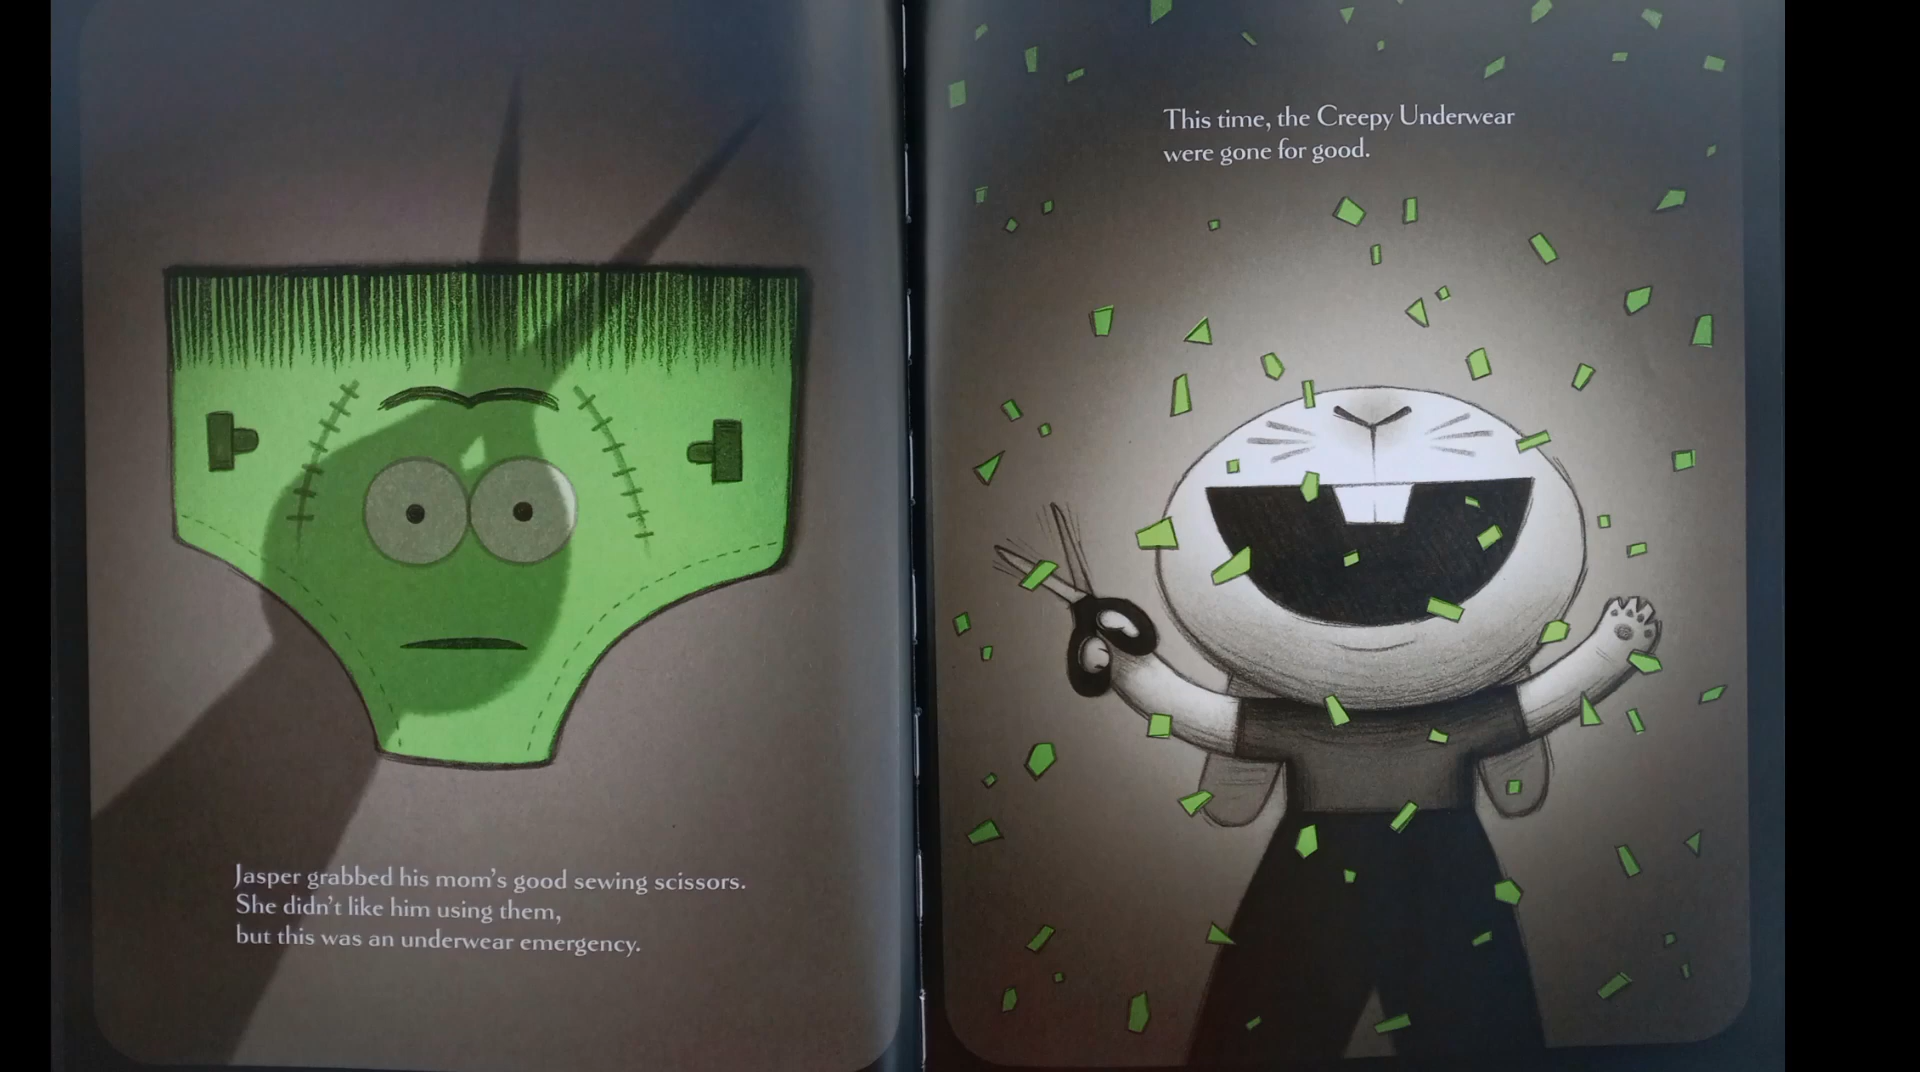 Jasper grabbed his mom's good sewing scissors.
She didn't like him using them,
but this was an underwear emergency.
This time, the Creepy Underwear
were gone for good.